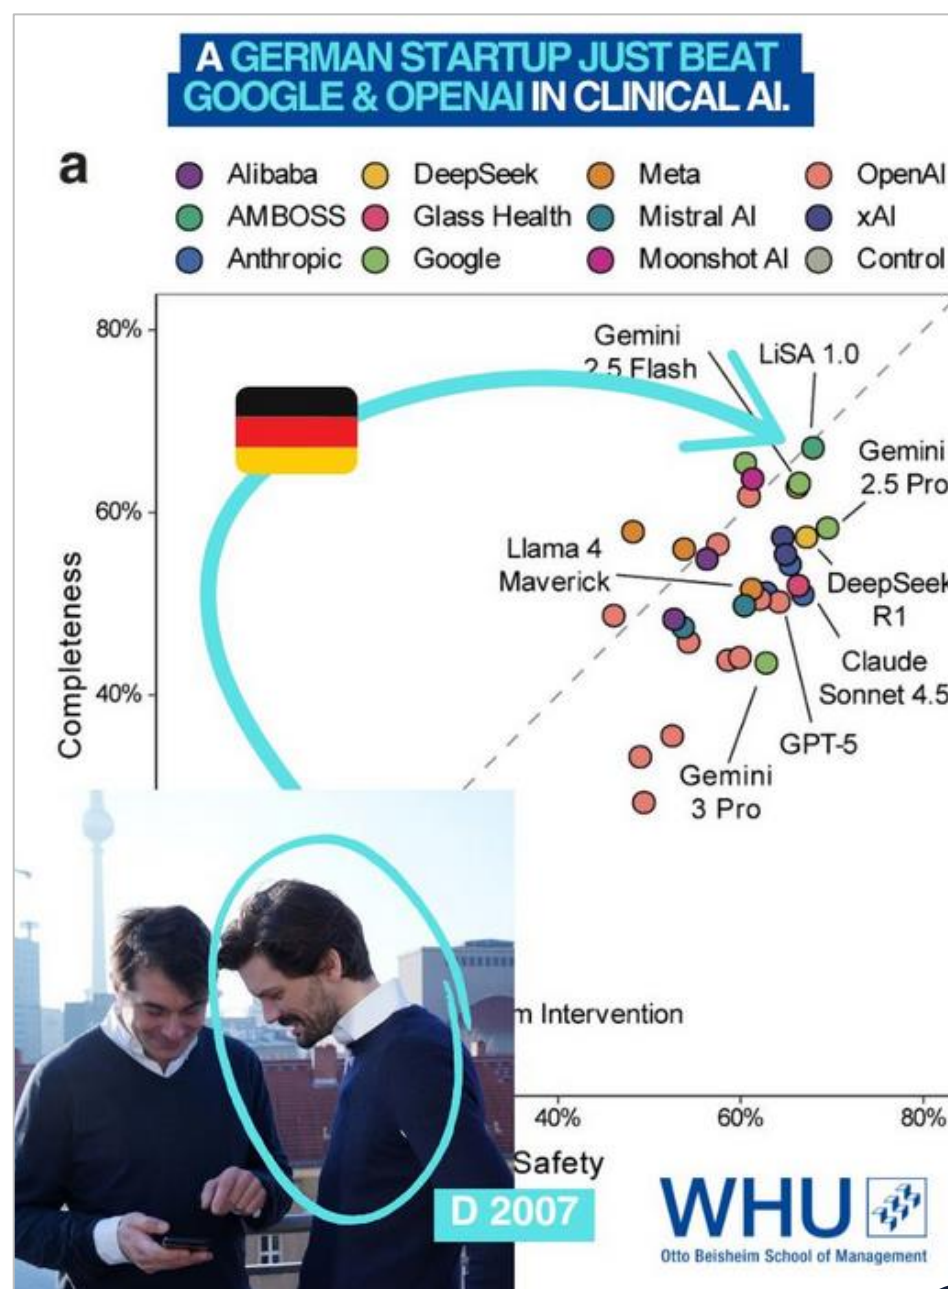 A GERMAN STARTUP JUST BEAT
GOOGLE & OPENAI IN CLINICAL AI.
a
Alibaba DeepSeek Meta OpenAI
AMBOSS Glass Health Mistral AI xAI
Anthropic Google Moonshot AI Control
80%
60%
40%
Completeness
Gemini
2.5 Flash
LiSA 1.0
Gemini
2.5 Pro
Llama 4
Maverick
DeepSeek
R1
Claude
Sonnet 4.5
GPT-5
Gemini
3 Pro
m Intervention
40% 60% 80%
Safety
D 2007
WHU
Otto Beisheim School of Management